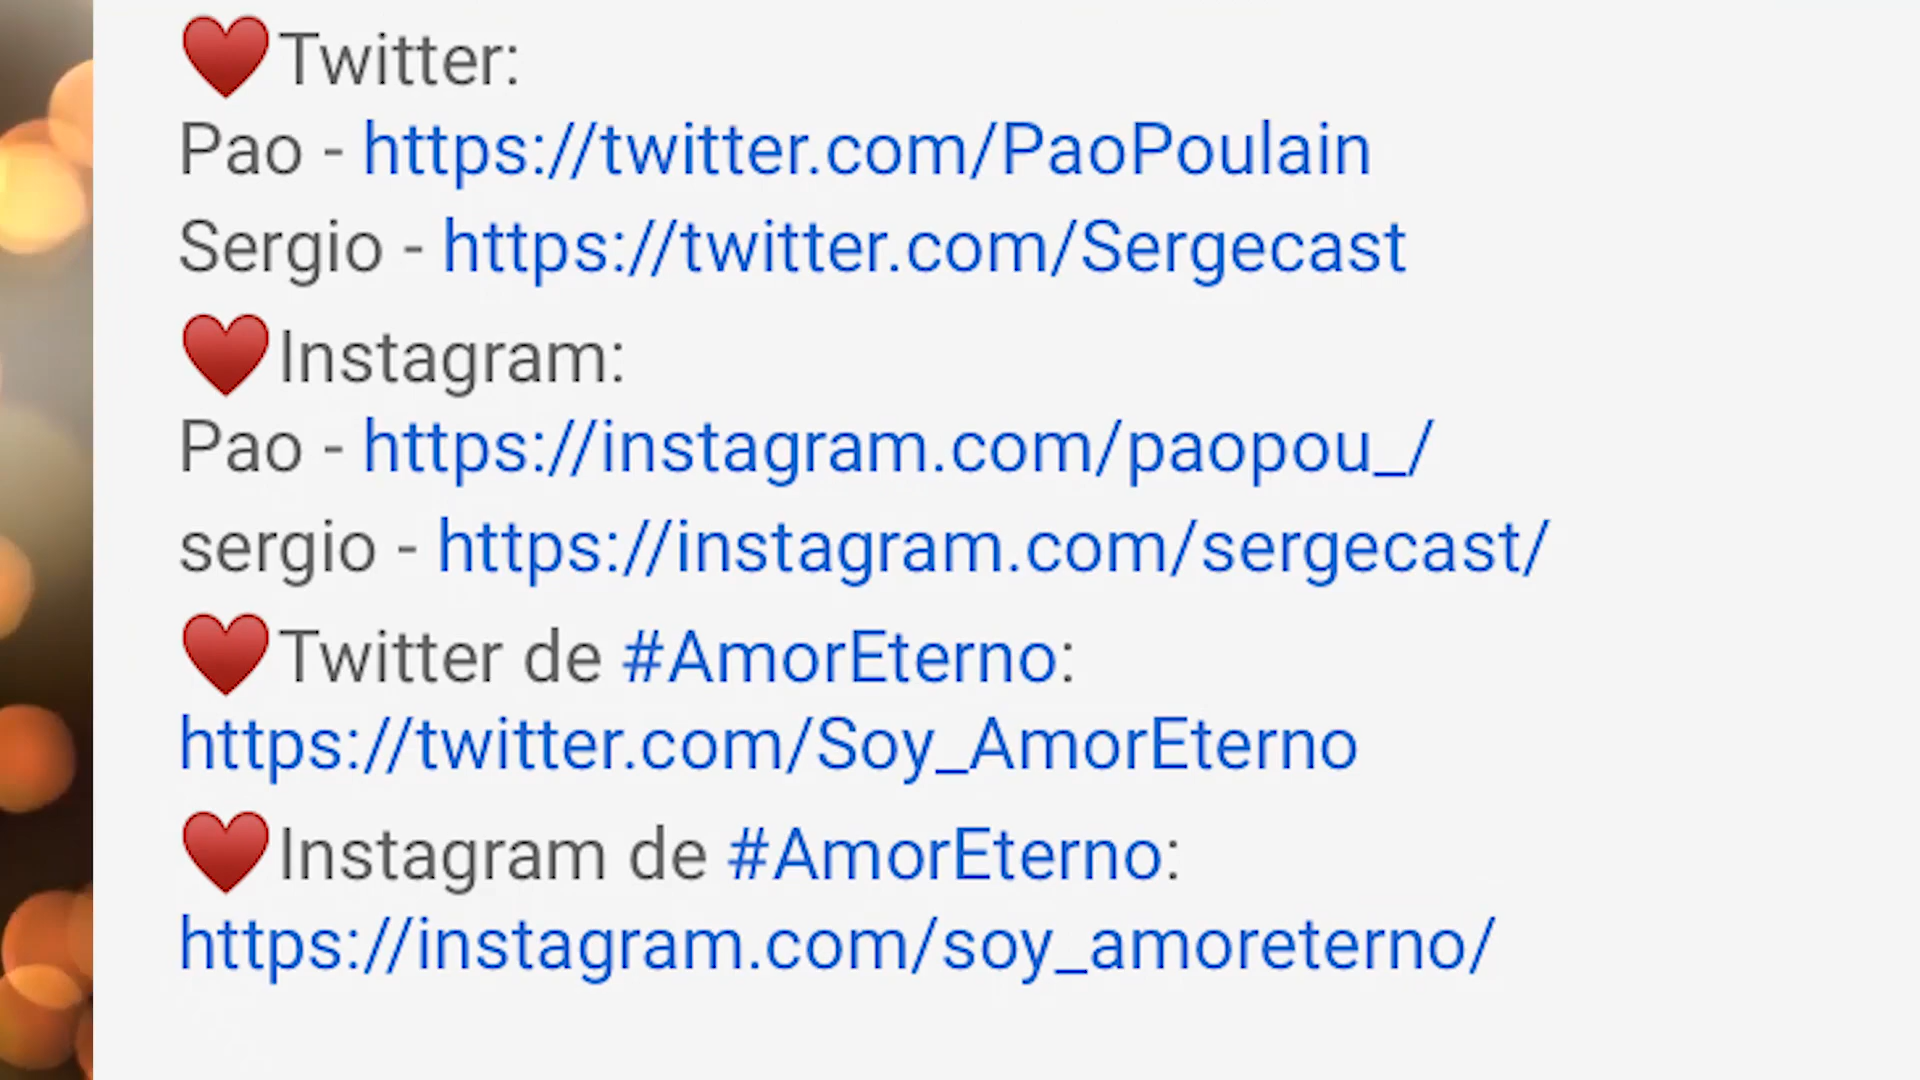 ♥Twitter:
Pao - https://twitter.com/PaoPoulain
Sergio - https://twitter.com/Sergecast
♥Instagram:
Pao - https://instagram.com/paopou_/
sergio - https://instagram.com/sergecast/
♥Twitter de #AmorEterno:
https://twitter.com/Soy_AmorEterno
♥Instagram de #AmorEterno:
https://instagram.com/soy_amoreterno/